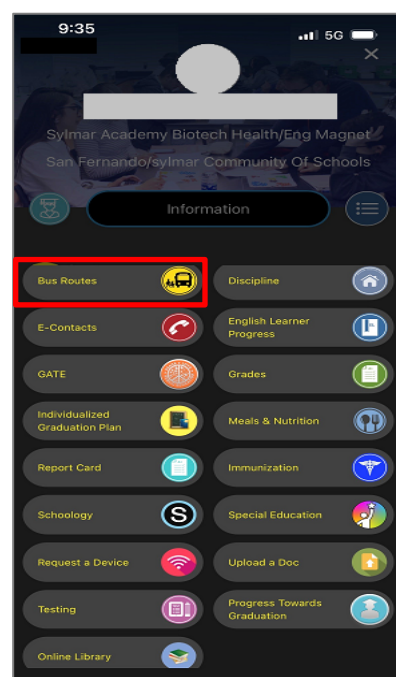 9:35
5G
Sylmar Academy Biotech Health/Eng Magnet
San Fernando/sylmar Community Of Schools
Information
Bus Routes
Discipline
E-Contacts
English Learner
Progress
GATE
Grades
Individualized
Graduation Plan
Meals & Nutrition
Report Card
Immunization
Schoology
S
Special Education
Request a Device
Upload a Doc
Testing
Progress Towards
Graduation
Online Library